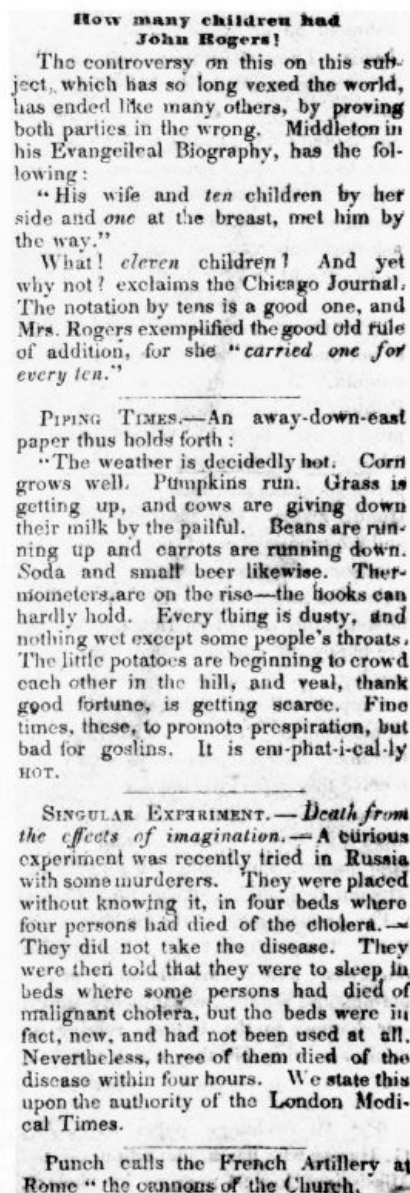 How many children had
John Rogers!
The controversy on this on this sub-
ject, which has so long vexed the world,
has ended like many others, by proving
both parties in the wrong. Middleton in
his Evangeileal Biography, has the fol-
lowing:
"His wife and ten children by her
side and one at the breast, met him by
the way."
What! eleven children? And yet
why not? exclaims the Chicago Journal.
The notation by tens is a good one, and
Mrs. Rogers exemplified the good old rule
of addition, for she "carried one for
every ten."
PIPING TIMES.—An away-down-east
paper thus holds forth:
"The weather is decidedly hot. Corn
grows well. Pumpkins run. Grass is
getting up, and cows are giving down
their milk by the pailful. Beans are run-
ning up and carrots are running down.
Soda and small beer likewise. Ther-
mometers are on the rise—the hooks can
hardly hold. Every thing is dusty, and
nothing wet except some people's throats.
The little potatoes are beginning to crowd
each other in the hill, and veal, thank
good fortune, is getting scarce. Fine
times, these, to promote prespiration, but
bad for goslins. It is em-phat-i-cal-ly
HOT.
SINGULAR EXPERIMENT.—Death from
the effects of imagination.—A curious
experiment was recently tried in Russia
with some murderers. They were placed
without knowing it, in four beds where
four persons had died of the cholera.—
They did not take the disease. They
were then told that they were to sleep in
beds where some persons had died of
malignant cholera, but the beds were in
fact, new, and had not been used at all.
Nevertheless, three of them died of the
disease within four hours. We state this
upon the authority of the London Medi-
cal Times.
Punch calls the French Artillery at
Rome "the cannons of the Church.